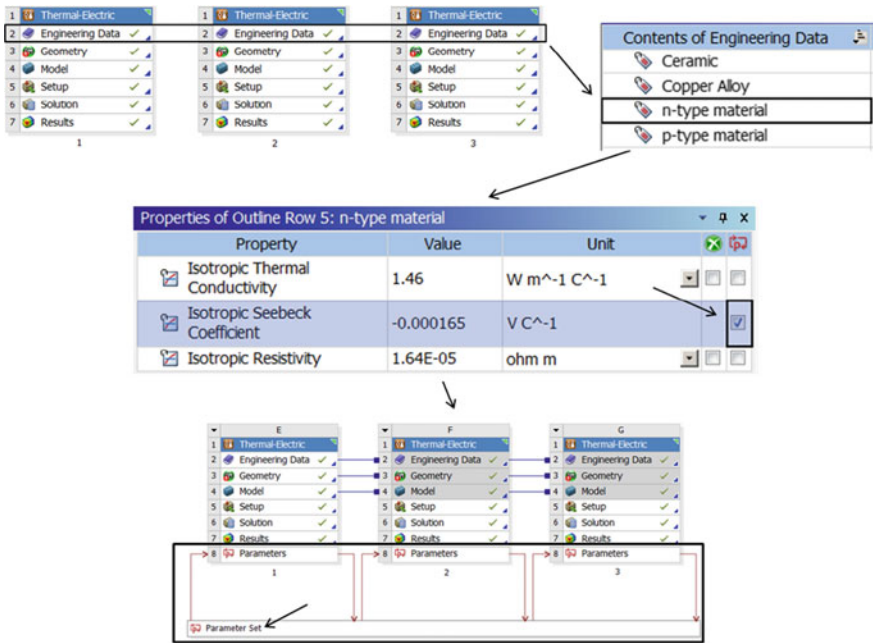 1 Thermal-Electric
2 Engineering Data
3 Geometry
4 Model
5 Setup
6 Solution
7 Results
1
1 Thermal-Electric
2 Engineering Data
3 Geometry
4 Model
5 Setup
6 Solution
7 Results
2
1 Thermal-Electric
2 Engineering Data
3 Geometry
4 Model
5 Setup
6 Solution
7 Results
3
Contents of Engineering Data
Ceramic
Copper Alloy
n-type material
p-type material
Properties of Outline Row 5: n-type material
Property Value Unit
Isotropic Thermal
Conductivity
1.46 W m^-1 C^-1
Isotropic Seebeck
Coefficient
-0.000165 V C^-1
Isotropic Resistivity 1.64E-05 ohm m
E
1 Thermal-Electric
2 Engineering Data
3 Geometry
4 Model
5 Setup
6 Solution
7 Results
8 Parameters
1
F
1 Thermal-Electric
2 Engineering Data
3 Geometry
4 Model
5 Setup
6 Solution
7 Results
8 Parameters
2
G
1 Thermal-Electric
2 Engineering Data
3 Geometry
4 Model
5 Setup
6 Solution
7 Results
8 Parameters
3
Parameter Set